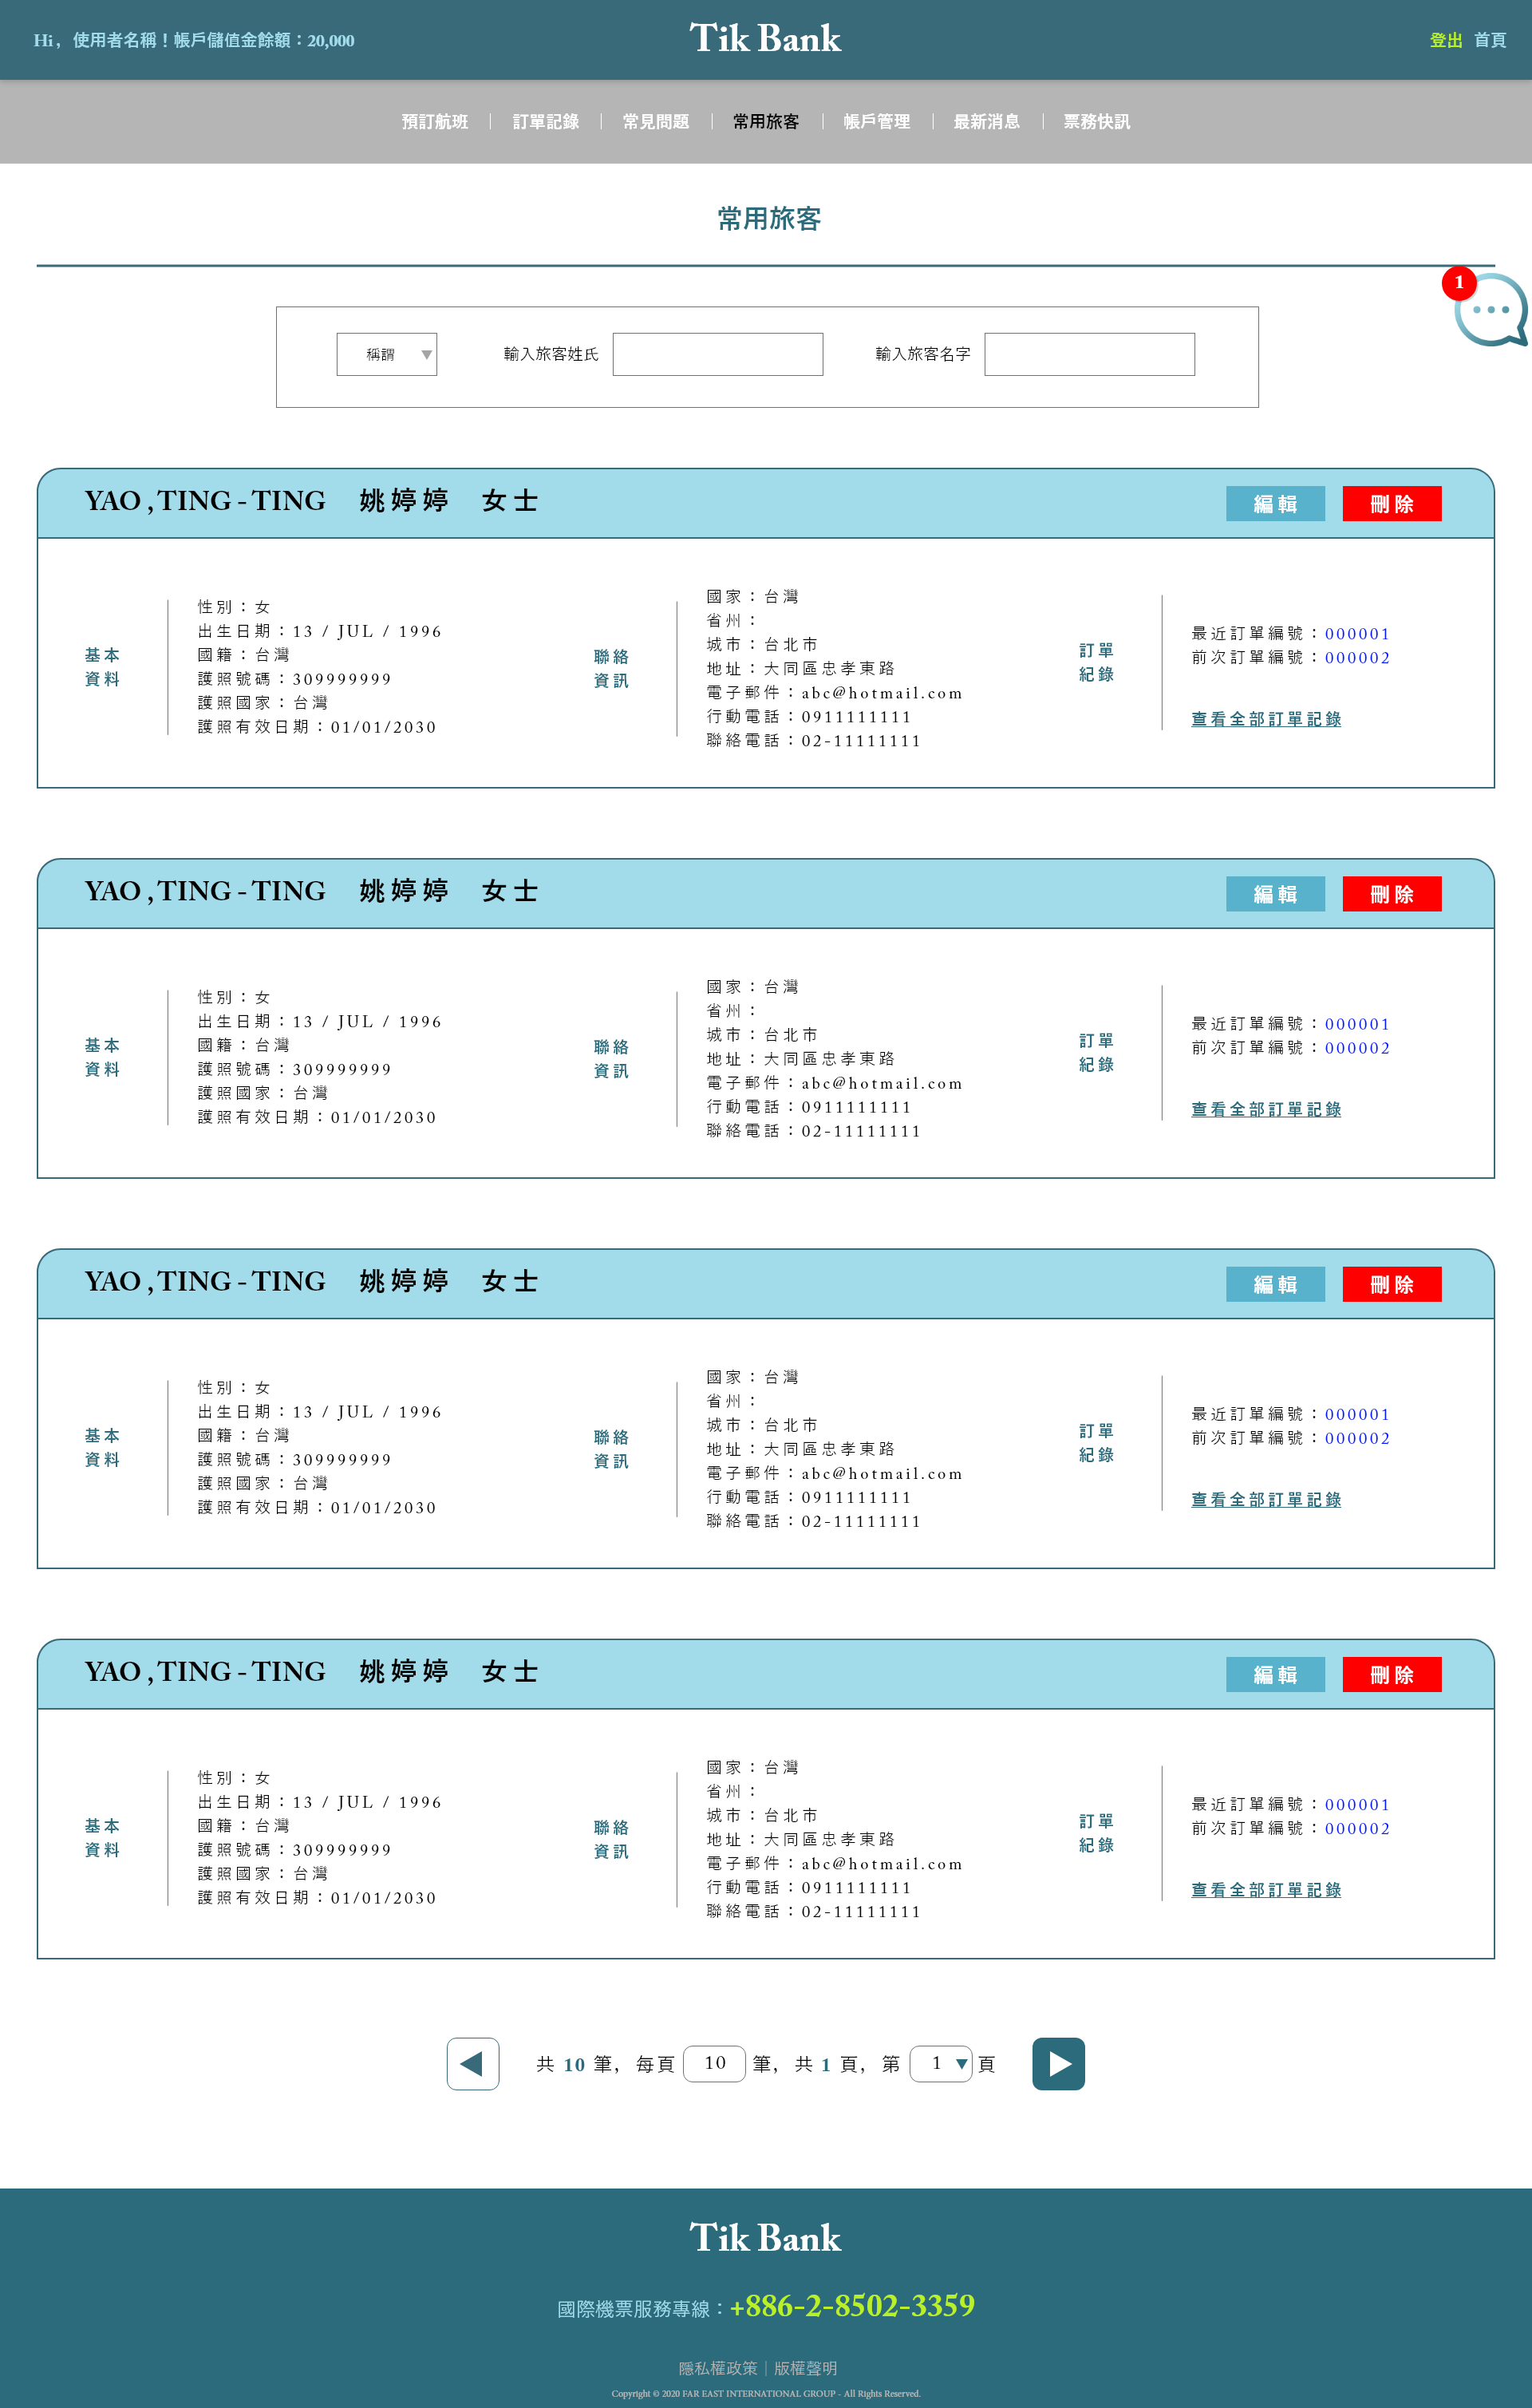 Hi，使用者名稱！帳戶儲值金餘額：20,000
Tik Bank
登出 首頁
預訂航班｜訂單記錄｜常見問題｜常用旅客｜帳戶管理｜最新消息｜票務快訊
常用旅客
1
稱謂 ▼ 輸入旅客姓氏 輸入旅客名字
YAO , TING - TING 姚婷婷 女士 編輯 刪除
基本
資料
性別：女
出生日期：13 / JUL / 1996
國籍：台灣
護照號碼：309999999
護照國家：台灣
護照有效日期：01/01/2030
聯絡
資訊
國家：台灣
省州：
城市：台北市
地址：大同區忠孝東路
電子郵件：abc@hotmail.com
行動電話：0911111111
聯絡電話：02-11111111
訂單
紀錄
最近訂單編號：000001
前次訂單編號：000002
查看全部訂單記錄
YAO , TING - TING 姚婷婷 女士 編輯 刪除
基本
資料
性別：女
出生日期：13 / JUL / 1996
國籍：台灣
護照號碼：309999999
護照國家：台灣
護照有效日期：01/01/2030
聯絡
資訊
國家：台灣
省州：
城市：台北市
地址：大同區忠孝東路
電子郵件：abc@hotmail.com
行動電話：0911111111
聯絡電話：02-11111111
訂單
紀錄
最近訂單編號：000001
前次訂單編號：000002
查看全部訂單記錄
YAO , TING - TING 姚婷婷 女士 編輯 刪除
基本
資料
性別：女
出生日期：13 / JUL / 1996
國籍：台灣
護照號碼：309999999
護照國家：台灣
護照有效日期：01/01/2030
聯絡
資訊
國家：台灣
省州：
城市：台北市
地址：大同區忠孝東路
電子郵件：abc@hotmail.com
行動電話：0911111111
聯絡電話：02-11111111
訂單
紀錄
最近訂單編號：000001
前次訂單編號：000002
查看全部訂單記錄
YAO , TING - TING 姚婷婷 女士 編輯 刪除
基本
資料
性別：女
出生日期：13 / JUL / 1996
國籍：台灣
護照號碼：309999999
護照國家：台灣
護照有效日期：01/01/2030
聯絡
資訊
國家：台灣
省州：
城市：台北市
地址：大同區忠孝東路
電子郵件：abc@hotmail.com
行動電話：0911111111
聯絡電話：02-11111111
訂單
紀錄
最近訂單編號：000001
前次訂單編號：000002
查看全部訂單記錄
共 10 筆，每頁 10 筆，共 1 頁，第 1 ▼ 頁
Tik Bank
國際機票服務專線：+886-2-8502-3359
隱私權政策｜版權聲明
Copyright © 2020 FAR EAST INTERNATIONAL GROUP - All Rights Reserved.